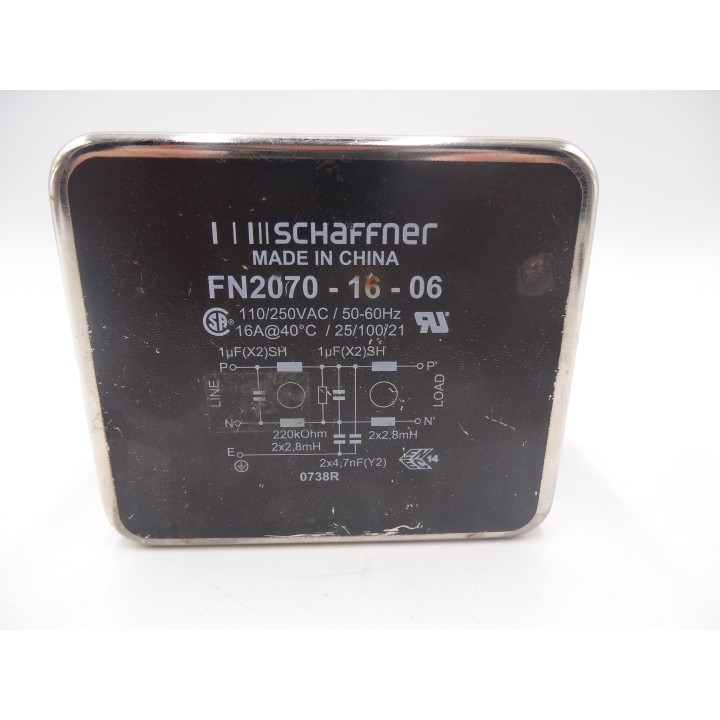 SCHaFFner
MADE IN CHINA
FN2070 - 16 - 06
110/250VAC / 50-60Hz
16A@40°C / 25/100/21
1µF(X2)SH 1µF(X2)SH
P P'
LINE LOAD
N N'
220kOhm 2x2,8mH
E 2x2,8mH
2x4,7nF(Y2) 14
0738R